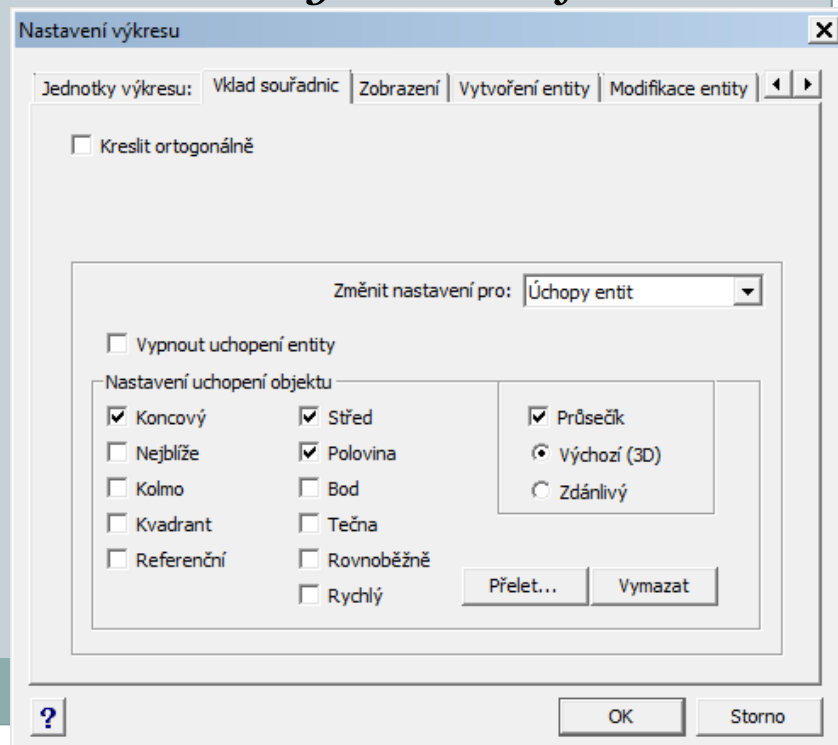 Nastavení výkresu
Jednotky výkresu: Vklad souřadnic Zobrazení Vytvoření entity Modifikace entity
Kreslit ortogonálně
Změnit nastavení pro: Úchopy entit
Vypnout uchopení entity
Nastavení uchopení objektu
Koncový Střed Průsečík
Nejblíže Polovina Výchozí (3D)
Kolmo Bod Zdánlivý
Kvadrant Tečna
Referenční Rovnoběžně
Rychlý Přelet... Vymazat
? OK Storno